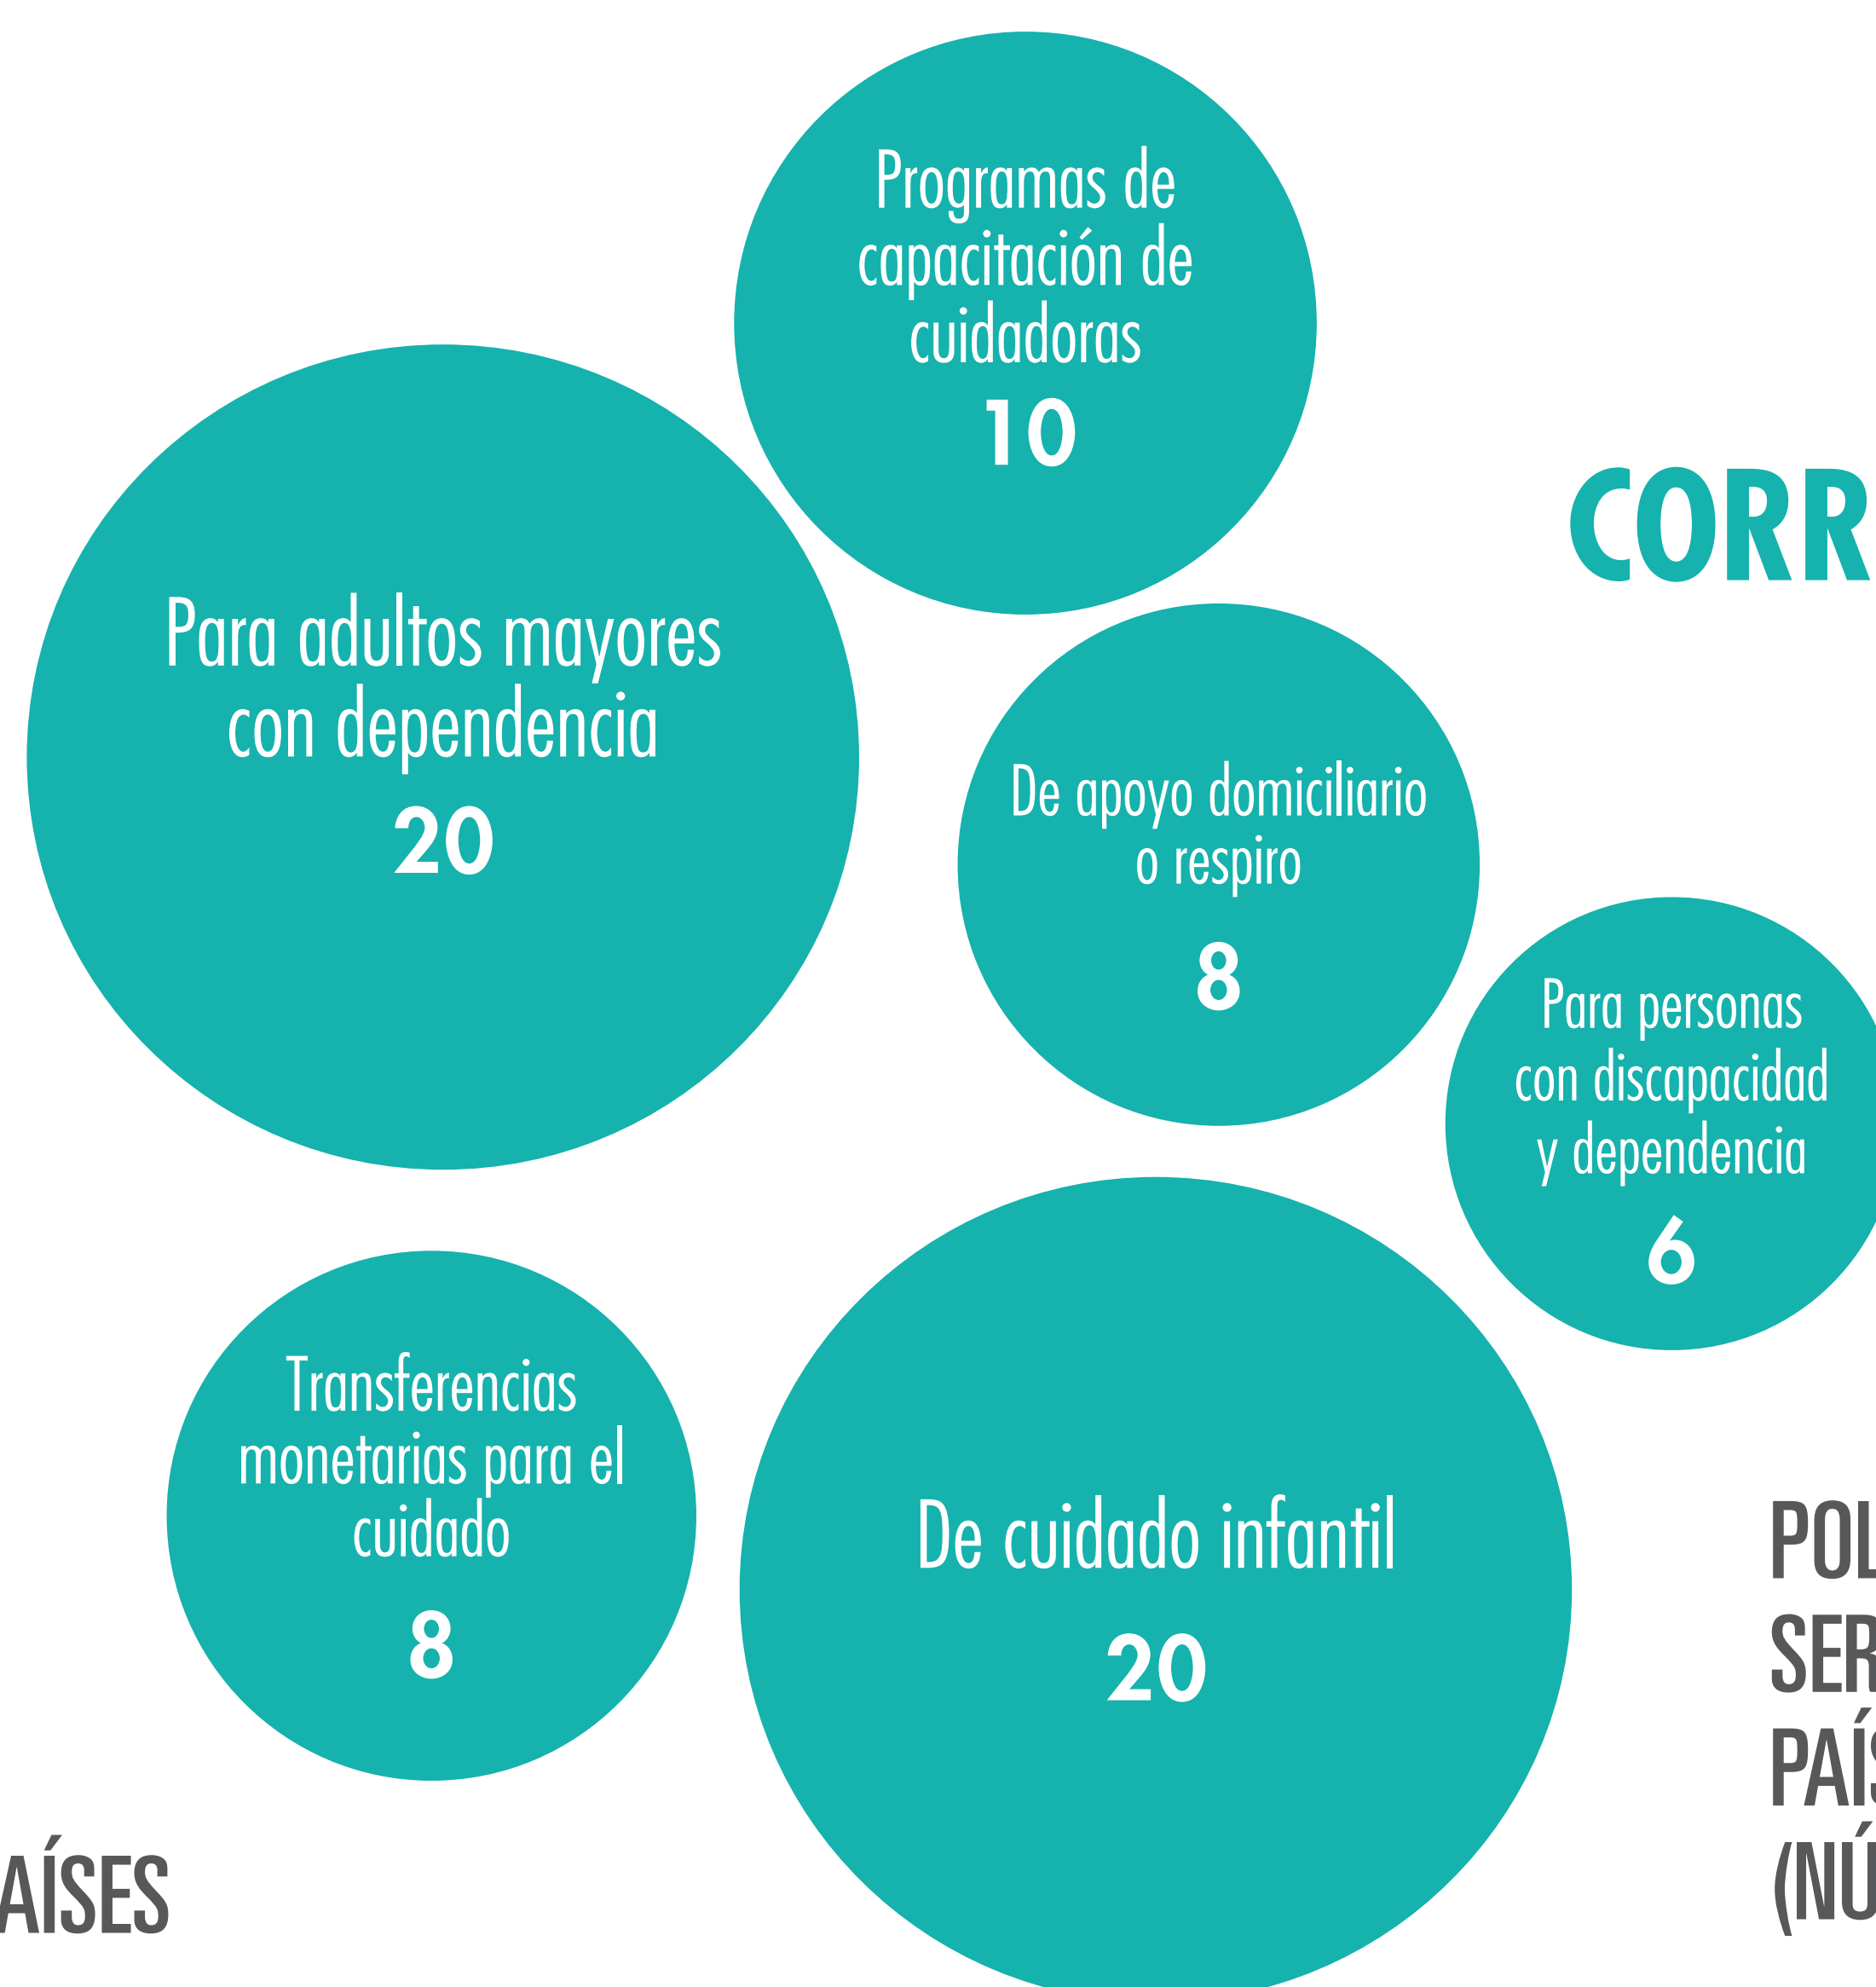 Programas de
capacitación de
cuidadoras
10
CORR
Para adultos mayores
con dependencia
20
De apoyo domiciliario
o respiro
8
Para personas
con discapacidad
y dependencia
6
Transferencias
monetarias para el
cuidado
8
De cuidado infantil
20
POL
SER
PAÍS
(NÚ
AÍSES